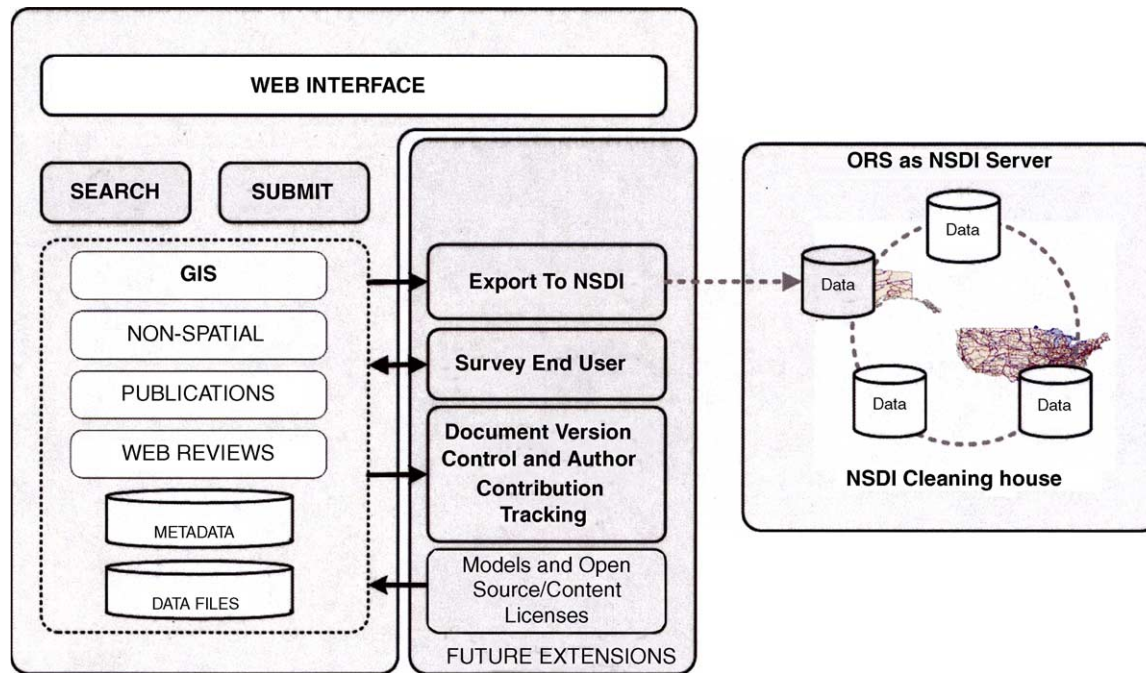 WEB INTERFACE
SEARCH
SUBMIT
GIS
NON-SPATIAL
PUBLICATIONS
WEB REVIEWS
METADATA
DATA FILES
Export To NSDI
Survey End User
Document Version
Control and Author
Contribution
Tracking
Models and Open
Source/Content
Licenses
FUTURE EXTENSIONS
ORS as NSDI Server
Data
Data
Data
Data
NSDI Cleaning house